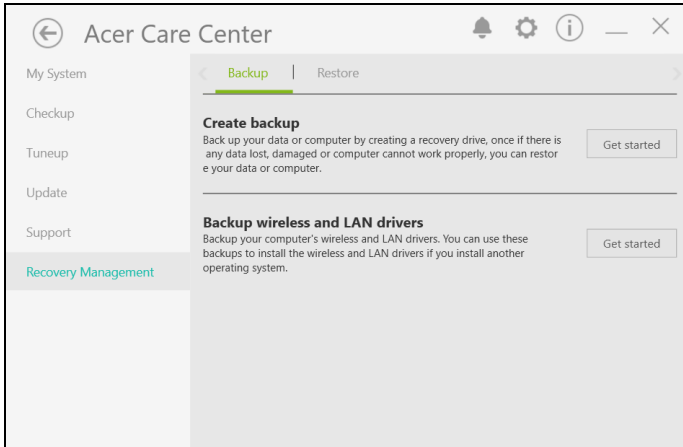 Acer Care Center
My System
Checkup
Tuneup
Update
Support
Recovery Management
Backup | Restore
Create backup
Back up your data or computer by creating a recovery drive, once if there is
any data lost, damaged or computer cannot work properly, you can restor
e your data or computer.
Get started
Backup wireless and LAN drivers
Backup your computer's wireless and LAN drivers. You can use these
backups to install the wireless and LAN drivers if you install another
operating system.
Get started